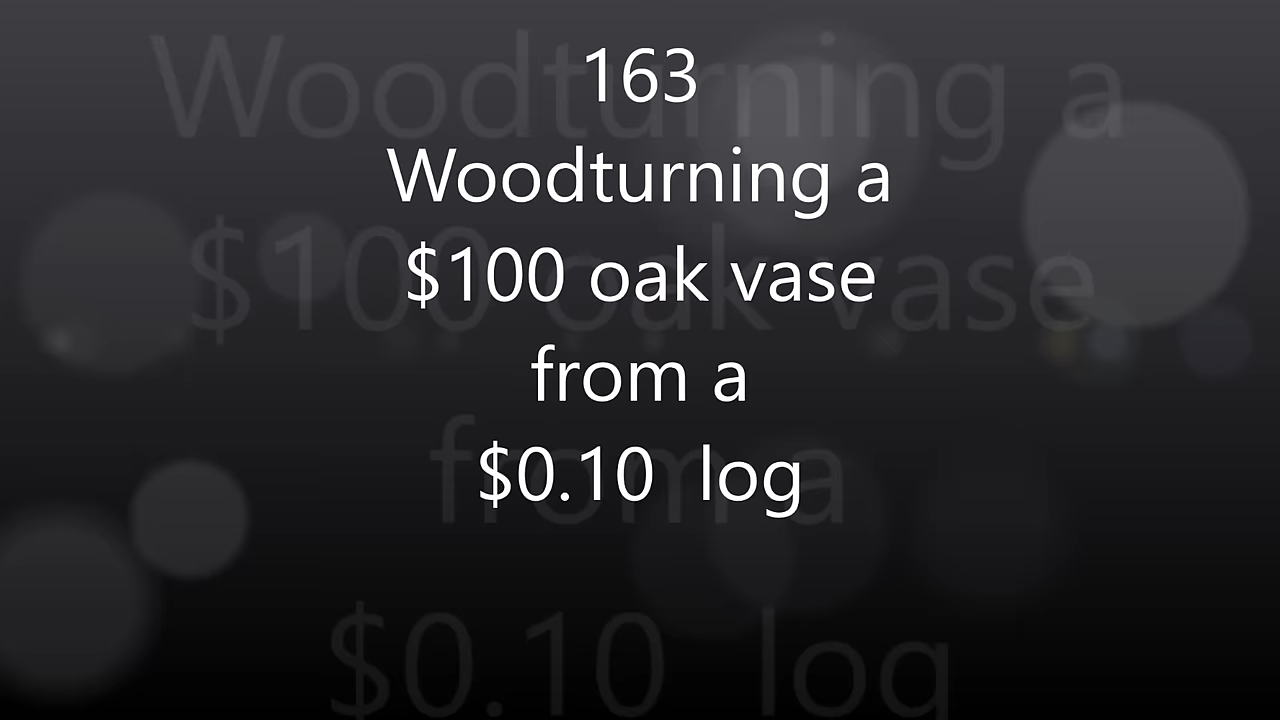 163
Woodturning a
$100 oak vase
from a
$0.10  log